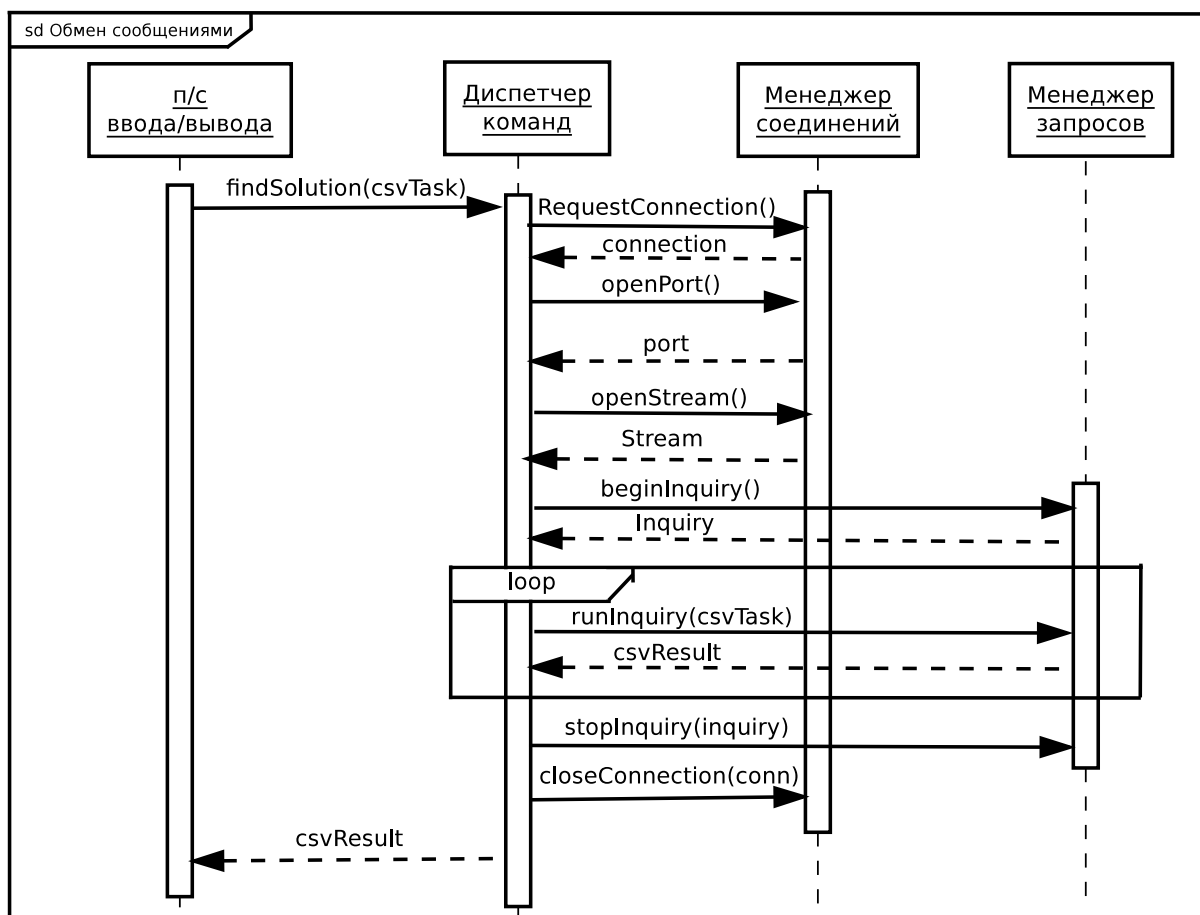 sd Обмен сообщениями
п/с
ввода/вывода
Диспетчер
команд
Менеджер
соединений
Менеджер
запросов
findSolution(csvTask)
RequestConnection()
connection
openPort()
port
openStream()
Stream
beginInquiry()
Inquiry
loop
runInquiry(csvTask)
csvResult
stopInquiry(inquiry)
closeConnection(conn)
csvResult